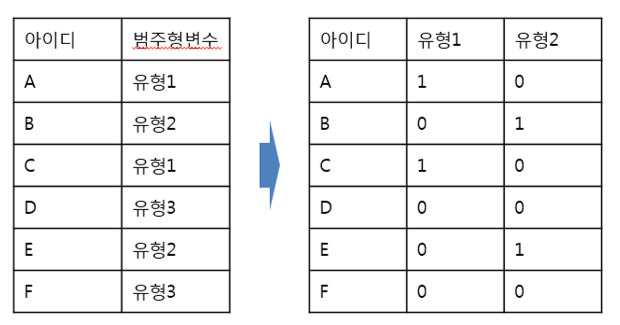 아이디 범주형변수
A 유형1
B 유형2
C 유형1
D 유형3
E 유형2
F 유형3
아이디 유형1 유형2
A 1 0
B 0 1
C 1 0
D 0 0
E 0 1
F 0 0